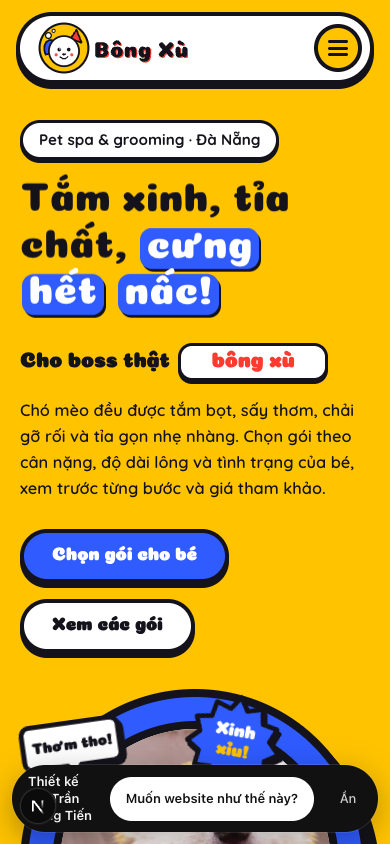 Bông Xù
Pet spa & grooming · Đà Nẵng
Tắm xinh, tỉa
chất, cưng
hết nấc!
Cho boss thật bông xù
Chó mèo đều được tắm bọt, sấy thơm, chải
gỡ rối và tỉa gọn nhẹ nhàng. Chọn gói theo
cân nặng, độ dài lông và tình trạng của bé,
xem trước từng bước và giá tham khảo.
Chọn gói cho bé
Xem các gói
Thơm tho!
Xinh
xỉu!
Thiết kế
Trần
Tiến
Muốn website như thế này?
Ẩn
N